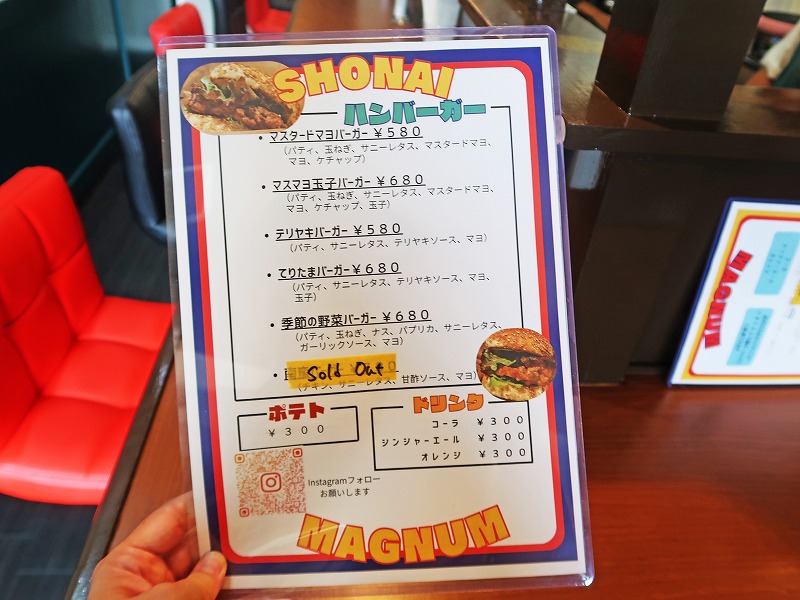 SHONAI
ハンバーガー
• マスタードマヨバーガー ￥５８０
（パティ、玉ねぎ、サニーレタス、マスタードマヨ、
マヨ、ケチャップ）
• マスマヨ玉子バーガー ￥６８０
（パティ、玉ねぎ、サニーレタス、マスタードマヨ、
マヨ、ケチャップ、玉子）
• テリヤキバーガー ￥５８０
（パティ、サニーレタス、テリヤキソース、マヨ）
• てりたまバーガー￥６８０
（パティ、サニーレタス、テリヤキソース、マヨ、
玉子）
• 季節の野菜バーガー ￥６８０
（パティ、玉ねぎ、ナス、パプリカ、サニーレタス、
ガーリックソース、マヨ）
• Sold Out
（チキン、サニーレタス、甘酢ソース、マヨ）
ポテト
￥３００
ドリンク
コーラ ￥３００
ジンジャーエール ￥３００
オレンジ ￥３００
Instagramフォロー
お願いします
MAGNUM
MAGNUM